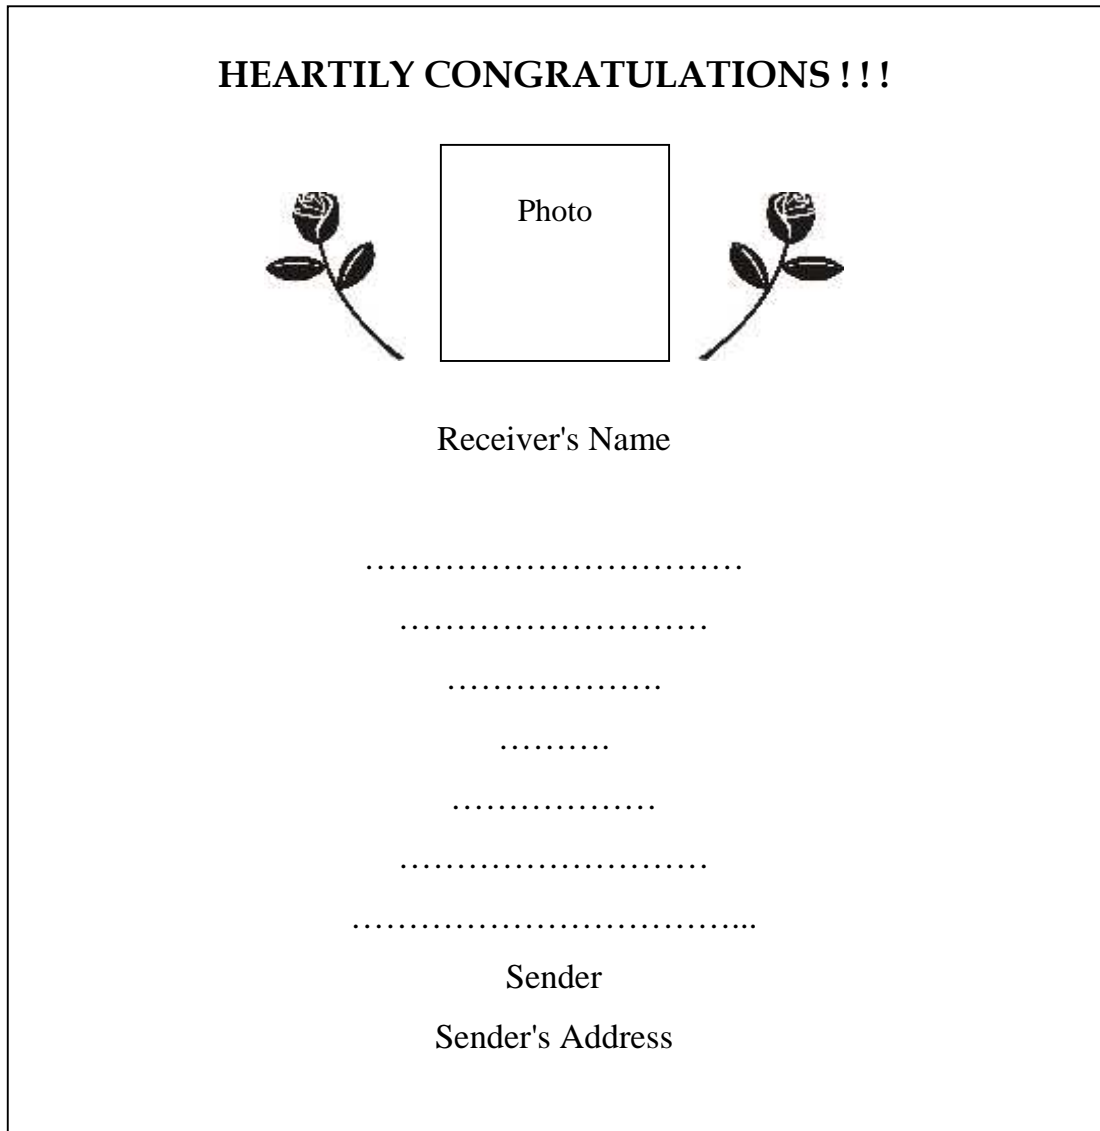 HEARTILY CONGRATULATIONS ! ! !
Photo
Receiver's Name
……………………………
………………………
……………….
……….
………………
………………………
……………………………...
Sender
Sender's Address